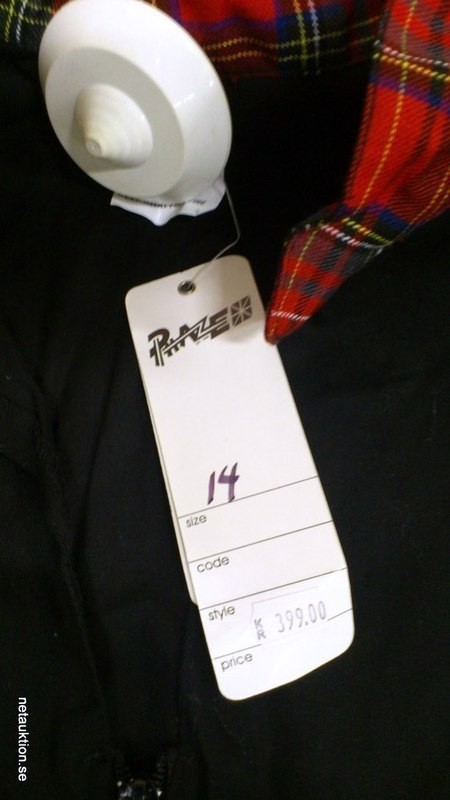 PHAZE
14
size
code
style
KR 399.00
price
netauktion.se